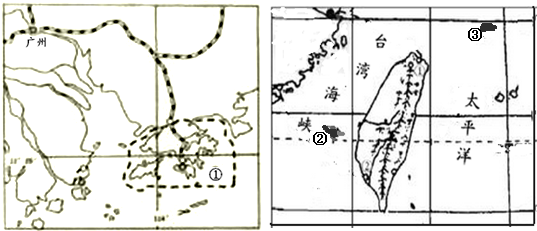 广州
①
台
湾
海
峡
②
③
太
平
洋